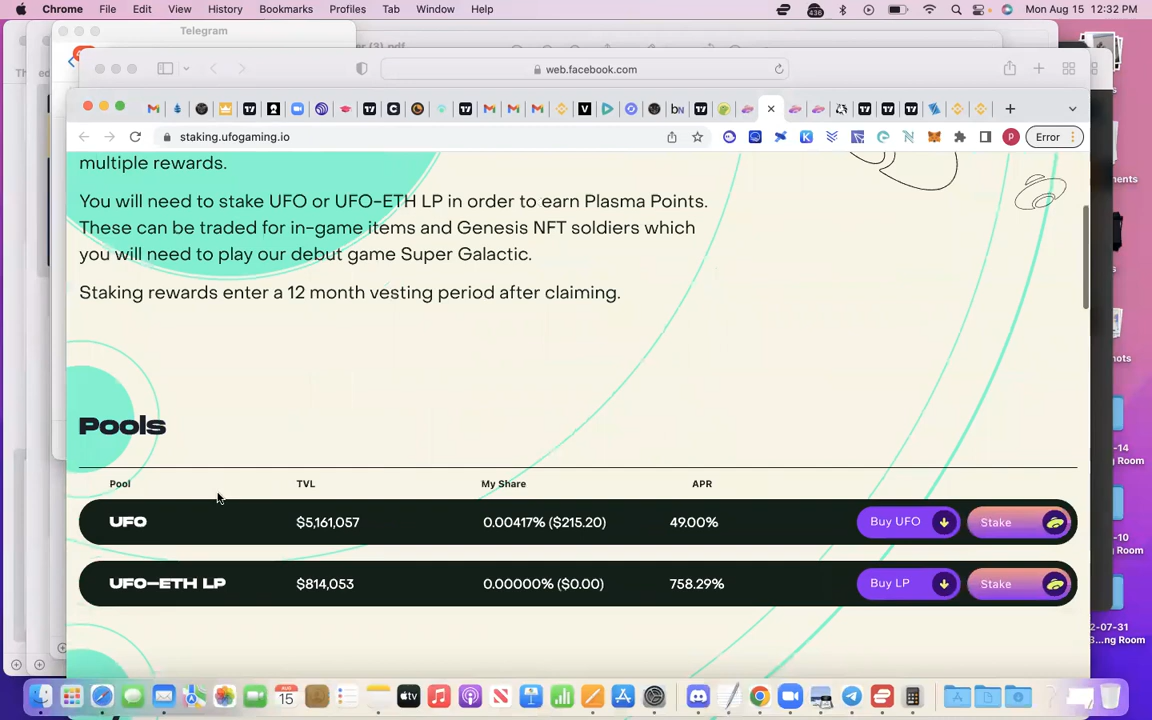 Chrome File Edit View History Bookmarks Profiles Tab Window Help 436 Mon Aug 15 12:32 PM
Telegram
web.facebook.com
staking.ufogaming.io Error
multiple rewards.
You will need to stake UFO or UFO-ETH LP in order to earn Plasma Points.
These can be traded for in-game items and Genesis NFT soldiers which
you will need to play our debut game Super Galactic.
Staking rewards enter a 12 month vesting period after claiming.
Pools
Pool TVL My Share APR
UFO $5,161,057 0.00417% ($215.20) 49.00% Buy UFO Stake
UFO-ETH LP $814,053 0.00000% ($0.00) 758.29% Buy LP Stake